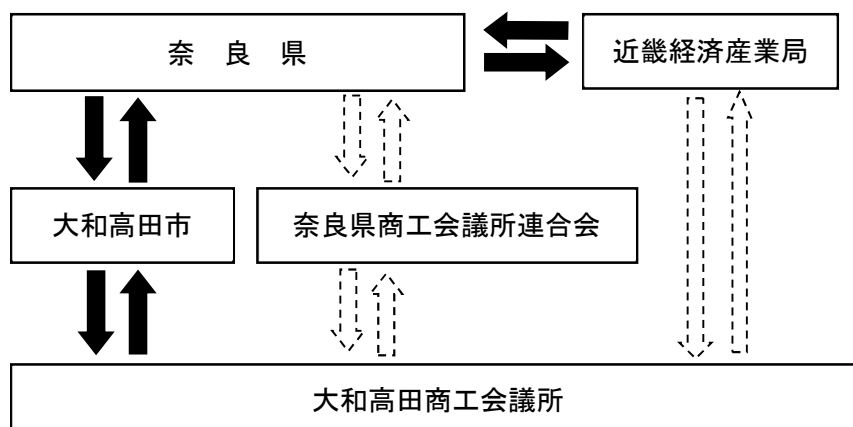 奈 良 県
近畿経済産業局
大和高田市
奈良県商工会議所連合会
大和高田商工会議所